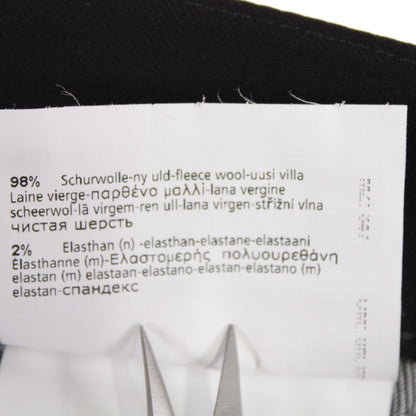 98% Schurwolle-ny uld-fleece wool-uusi villa
Laine vierge-παρθένο μαλλί-lana vergine
scheerwol-lã virgem-ren ull-lana virgen-střižní vlna
чистая шерсть
2% Elasthan (n) -elasthan-elastane-elastaani
Élasthanne (m)-Ελαστομερής πολυουρεθάνη
elastan (m) elastaan-elastano-elastan-elastano (m)
elastan-спандекс